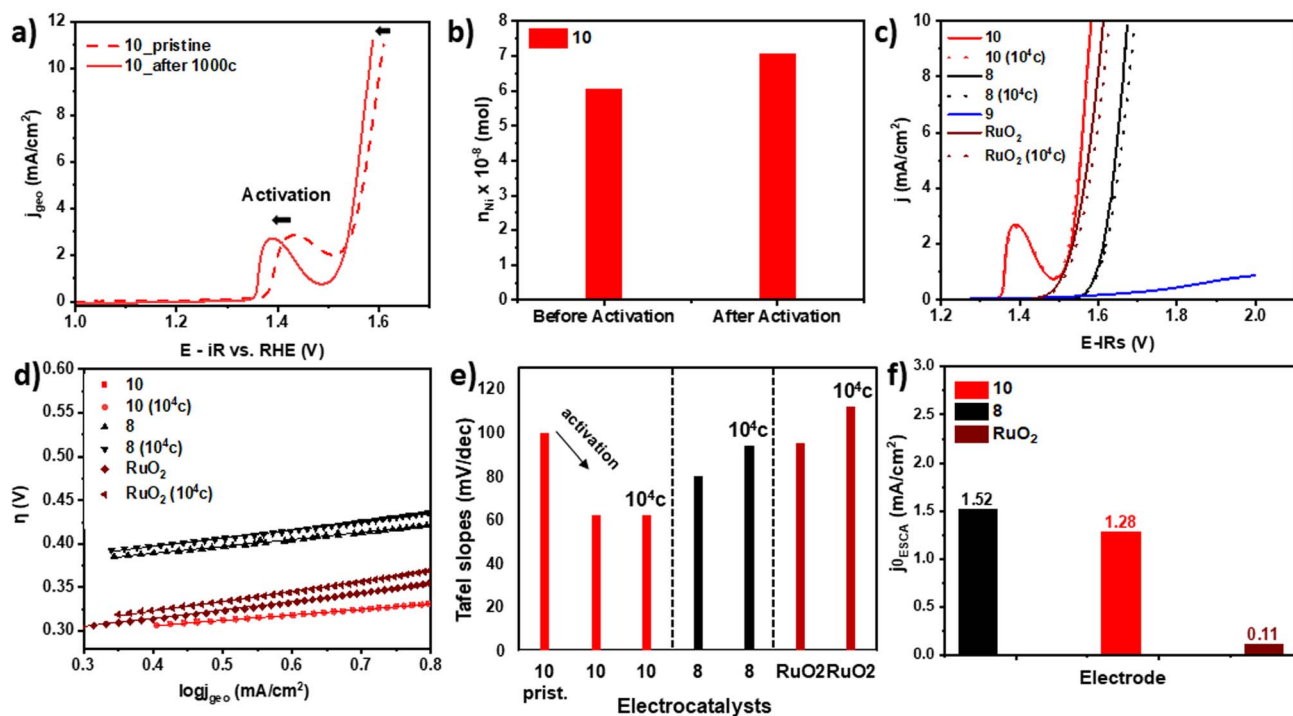 a)
10_pristine
10_after 1000c
Activation
j_geo (mA/cm²)
12
10
8
6
4
2
0
1.0
1.2
1.4
1.6
E - iR vs. RHE (V)
b)
10
n_Ni x 10⁻⁸ (mol)
8
7
6
5
4
3
2
1
0
Before Activation
After Activation
c)
10
10 (10⁴c)
8
8 (10⁴c)
9
RuO₂
RuO₂ (10⁴c)
j (mA/cm²)
10
8
6
4
2
0
1.4
1.6
1.8
2.0
E-IRs (V)
d)
10
10 (10⁴c)
8
8 (10⁴c)
RuO₂
RuO₂ (10⁴c)
η (V)
0.60
0.55
0.50
0.45
0.40
0.35
0.30
0.3
0.4
0.5
0.6
0.7
0.8
logj_geo (mA/cm²)
e)
Tafel slopes (mV/dec)
120
100
80
60
40
20
0
activation
10⁴c
10⁴c
10⁴c
10
prist.
10
10
8
8
RuO2
RuO2
Electrocatalysts
f)
10
8
RuO₂
j0_ESCA (mA/cm²)
3.0
2.5
2.0
1.5
1.0
0.5
0.0
1.52
1.28
0.11
Electrode